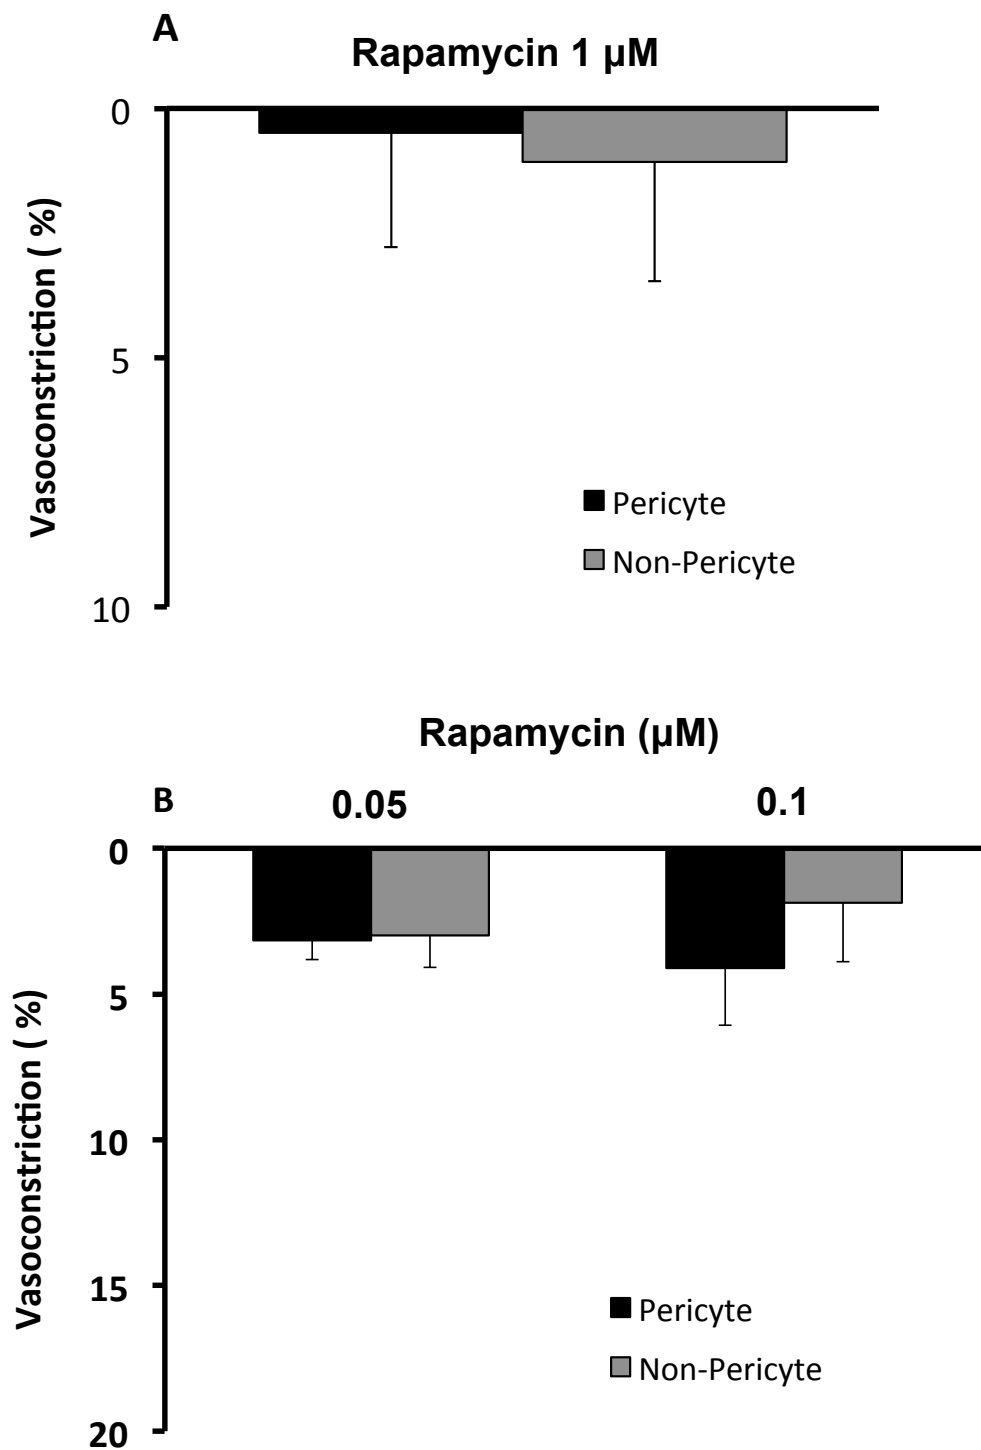 A
Rapamycin 1 µM
0
5
10
Vasoconstriction ( %)
Pericyte
Non-Pericyte
Rapamycin (µM)
B
0.05
0.1
0
5
10
15
20
Vasoconstriction ( %)
Pericyte
Non-Pericyte